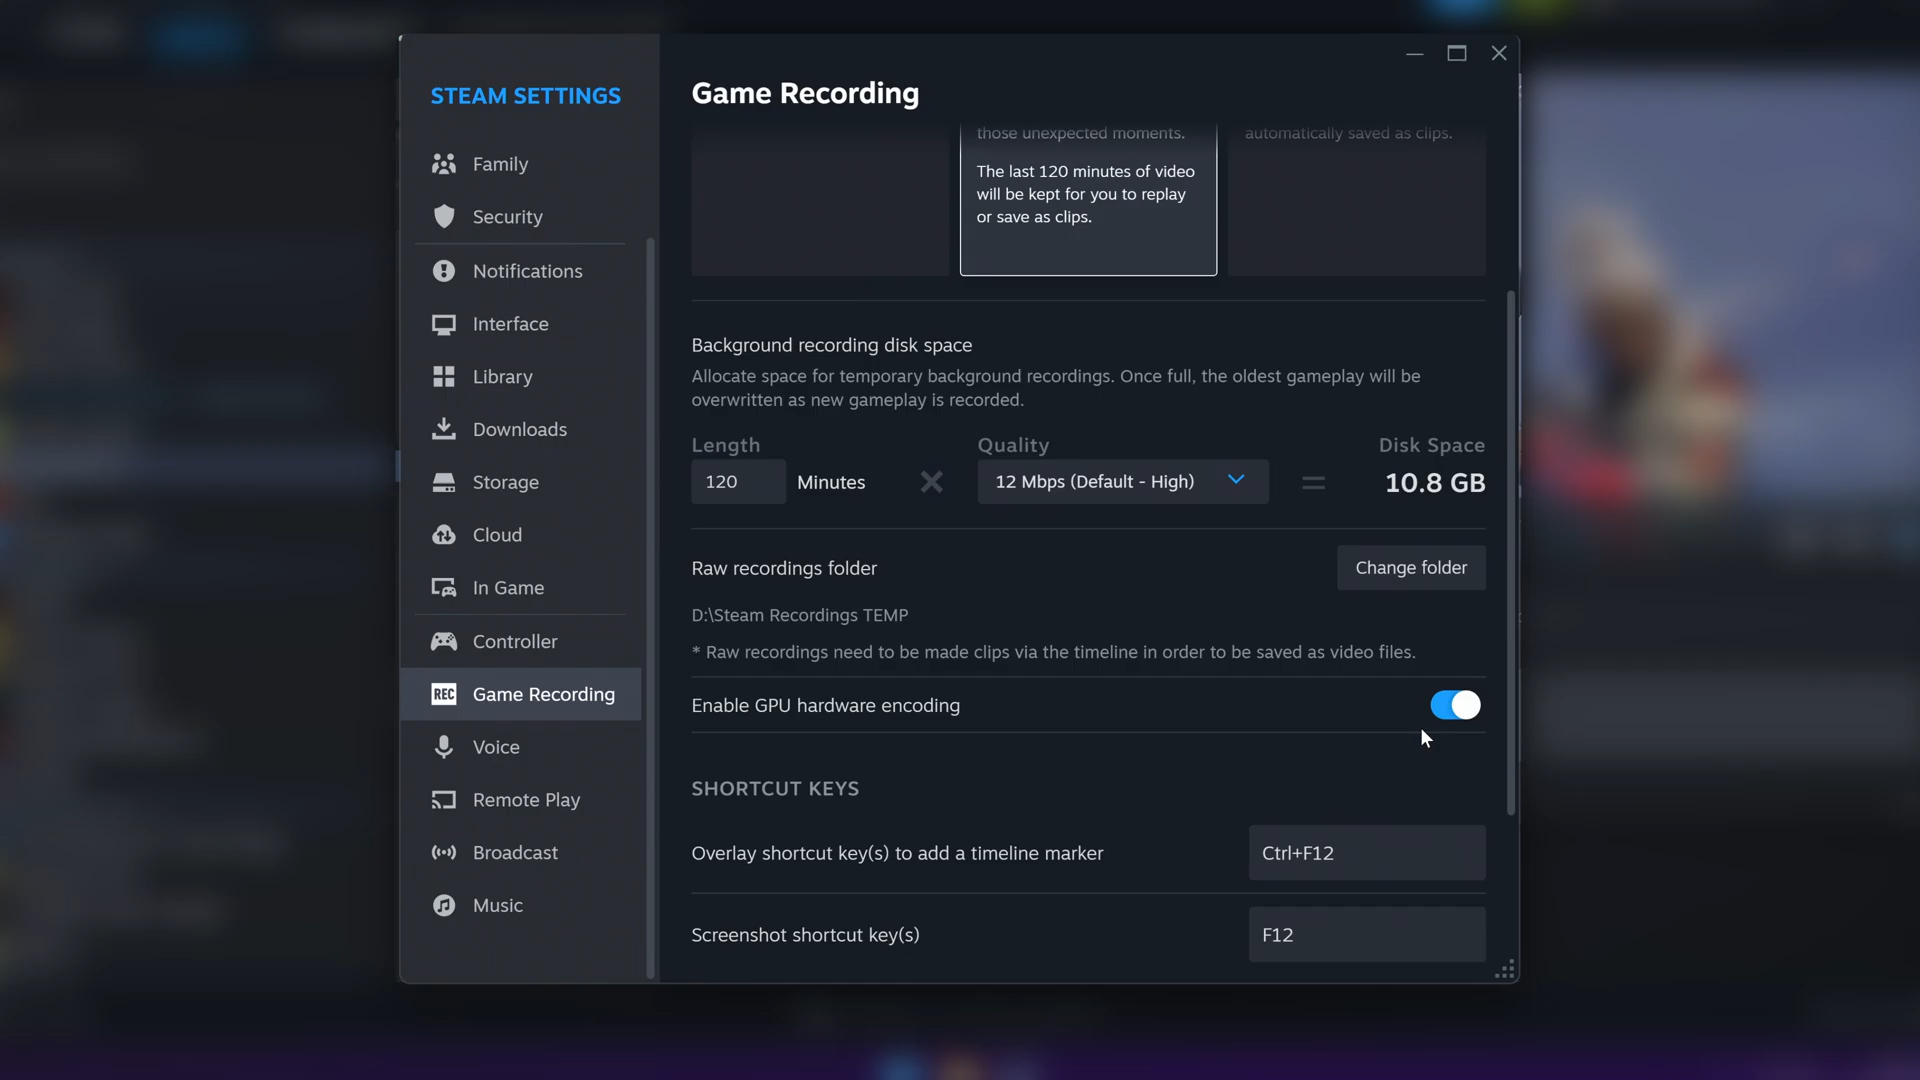 STEAM SETTINGS
Family
Security
Notifications
Interface
Library
Downloads
Storage
Cloud
In Game
Controller
REC Game Recording
Voice
Remote Play
Broadcast
Music
Game Recording
those unexpected moments.
The last 120 minutes of video
will be kept for you to replay
or save as clips.
automatically saved as clips.
Background recording disk space
Allocate space for temporary background recordings. Once full, the oldest gameplay will be
overwritten as new gameplay is recorded.
Length Quality Disk Space
120 Minutes 12 Mbps (Default - High) = 10.8 GB
Raw recordings folder Change folder
D:\Steam Recordings TEMP
* Raw recordings need to be made clips via the timeline in order to be saved as video files.
Enable GPU hardware encoding
SHORTCUT KEYS
Overlay shortcut key(s) to add a timeline marker Ctrl+F12
Screenshot shortcut key(s) F12